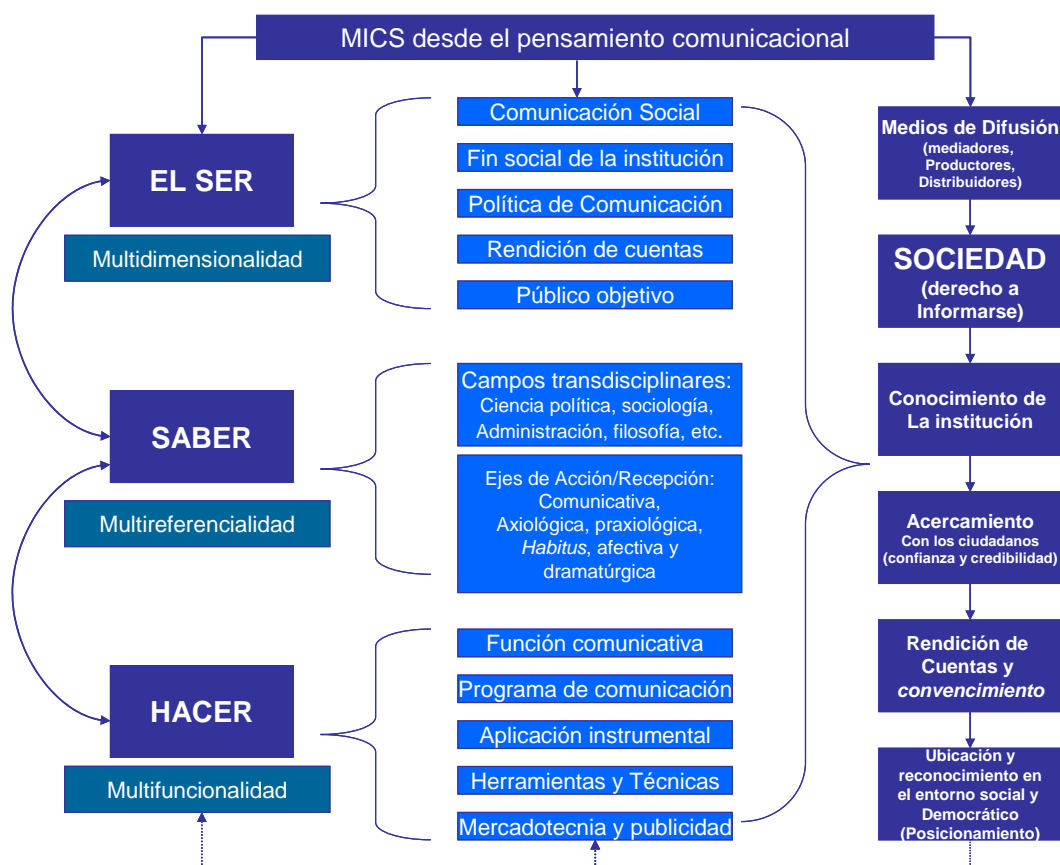 MICS desde el pensamiento comunicacional
EL SER
Multidimensionalidad
Comunicación Social
Fin social de la institución
Política de Comunicación
Rendición de cuentas
Público objetivo
SABER
Multireferencialidad
Campos transdisciplinares:
Ciencia política, sociología,
Administración, filosofía, etc.
Ejes de Acción/Recepción:
Comunicativa,
Axiológica, praxiológica,
Habitus, afectiva y
dramatúrgica
HACER
Multifuncionalidad
Función comunicativa
Programa de comunicación
Aplicación instrumental
Herramientas y Técnicas
Mercadotecnia y publicidad
Medios de Difusión
(mediadores,
Productores,
Distribuidores)
SOCIEDAD
(derecho a
Informarse)
Conocimiento de
La institución
Acercamiento
Con los ciudadanos
(confianza y credibilidad)
Rendición de
Cuentas y
convencimiento
Ubicación y
reconocimiento en
el entorno social y
Democrático
(Posicionamiento)